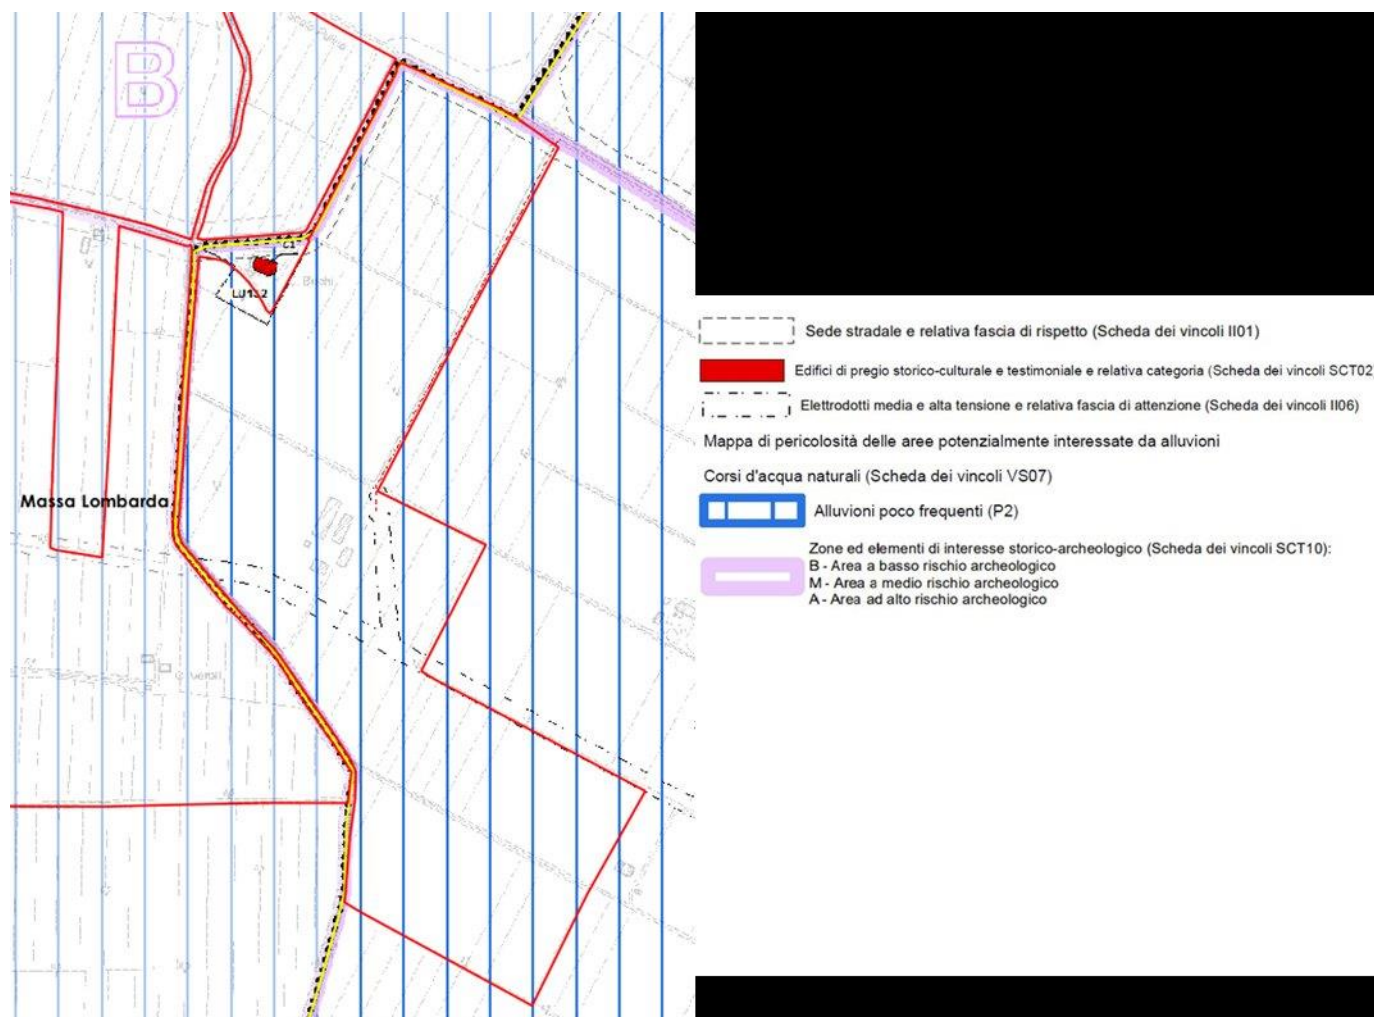 B
LU132
Massa Lombarda
Sede stradale e relativa fascia di rispetto (Scheda dei vincoli II01)
Edifici di pregio storico-culturale e testimoniale e relativa categoria (Scheda dei vincoli SCT02)
Elettrodotti media e alta tensione e relativa fascia di attenzione (Scheda dei vincoli II06)
Mappa di pericolosità delle aree potenzialmente interessate da alluvioni
Corsi d'acqua naturali (Scheda dei vincoli VS07)
Alluvioni poco frequenti (P2)
Zone ed elementi di interesse storico-archeologico (Scheda dei vincoli SCT10):
B - Area a basso rischio archeologico
M - Area a medio rischio archeologico
A - Area ad alto rischio archeologico